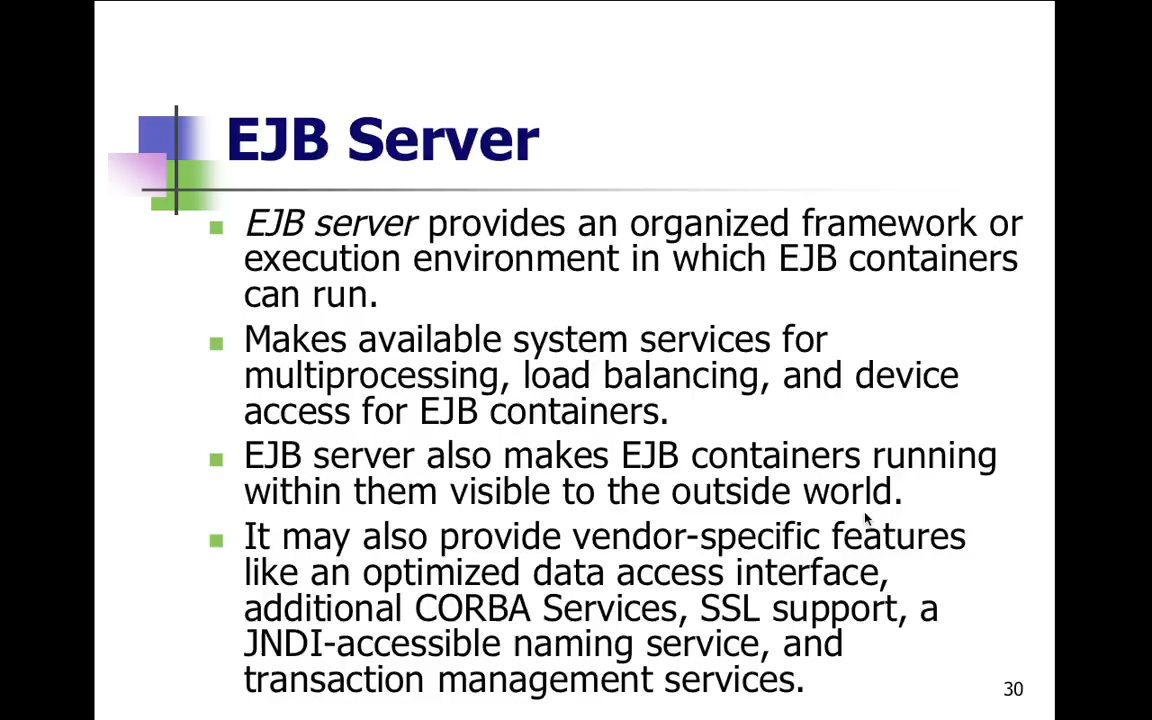 EJB Server
EJB server provides an organized framework or
execution environment in which EJB containers
can run.
Makes available system services for
multiprocessing, load balancing, and device
access for EJB containers.
EJB server also makes EJB containers running
within them visible to the outside world.
It may also provide vendor-specific features
like an optimized data access interface,
additional CORBA Services, SSL support, a
JNDI-accessible naming service, and
transaction management services.
30